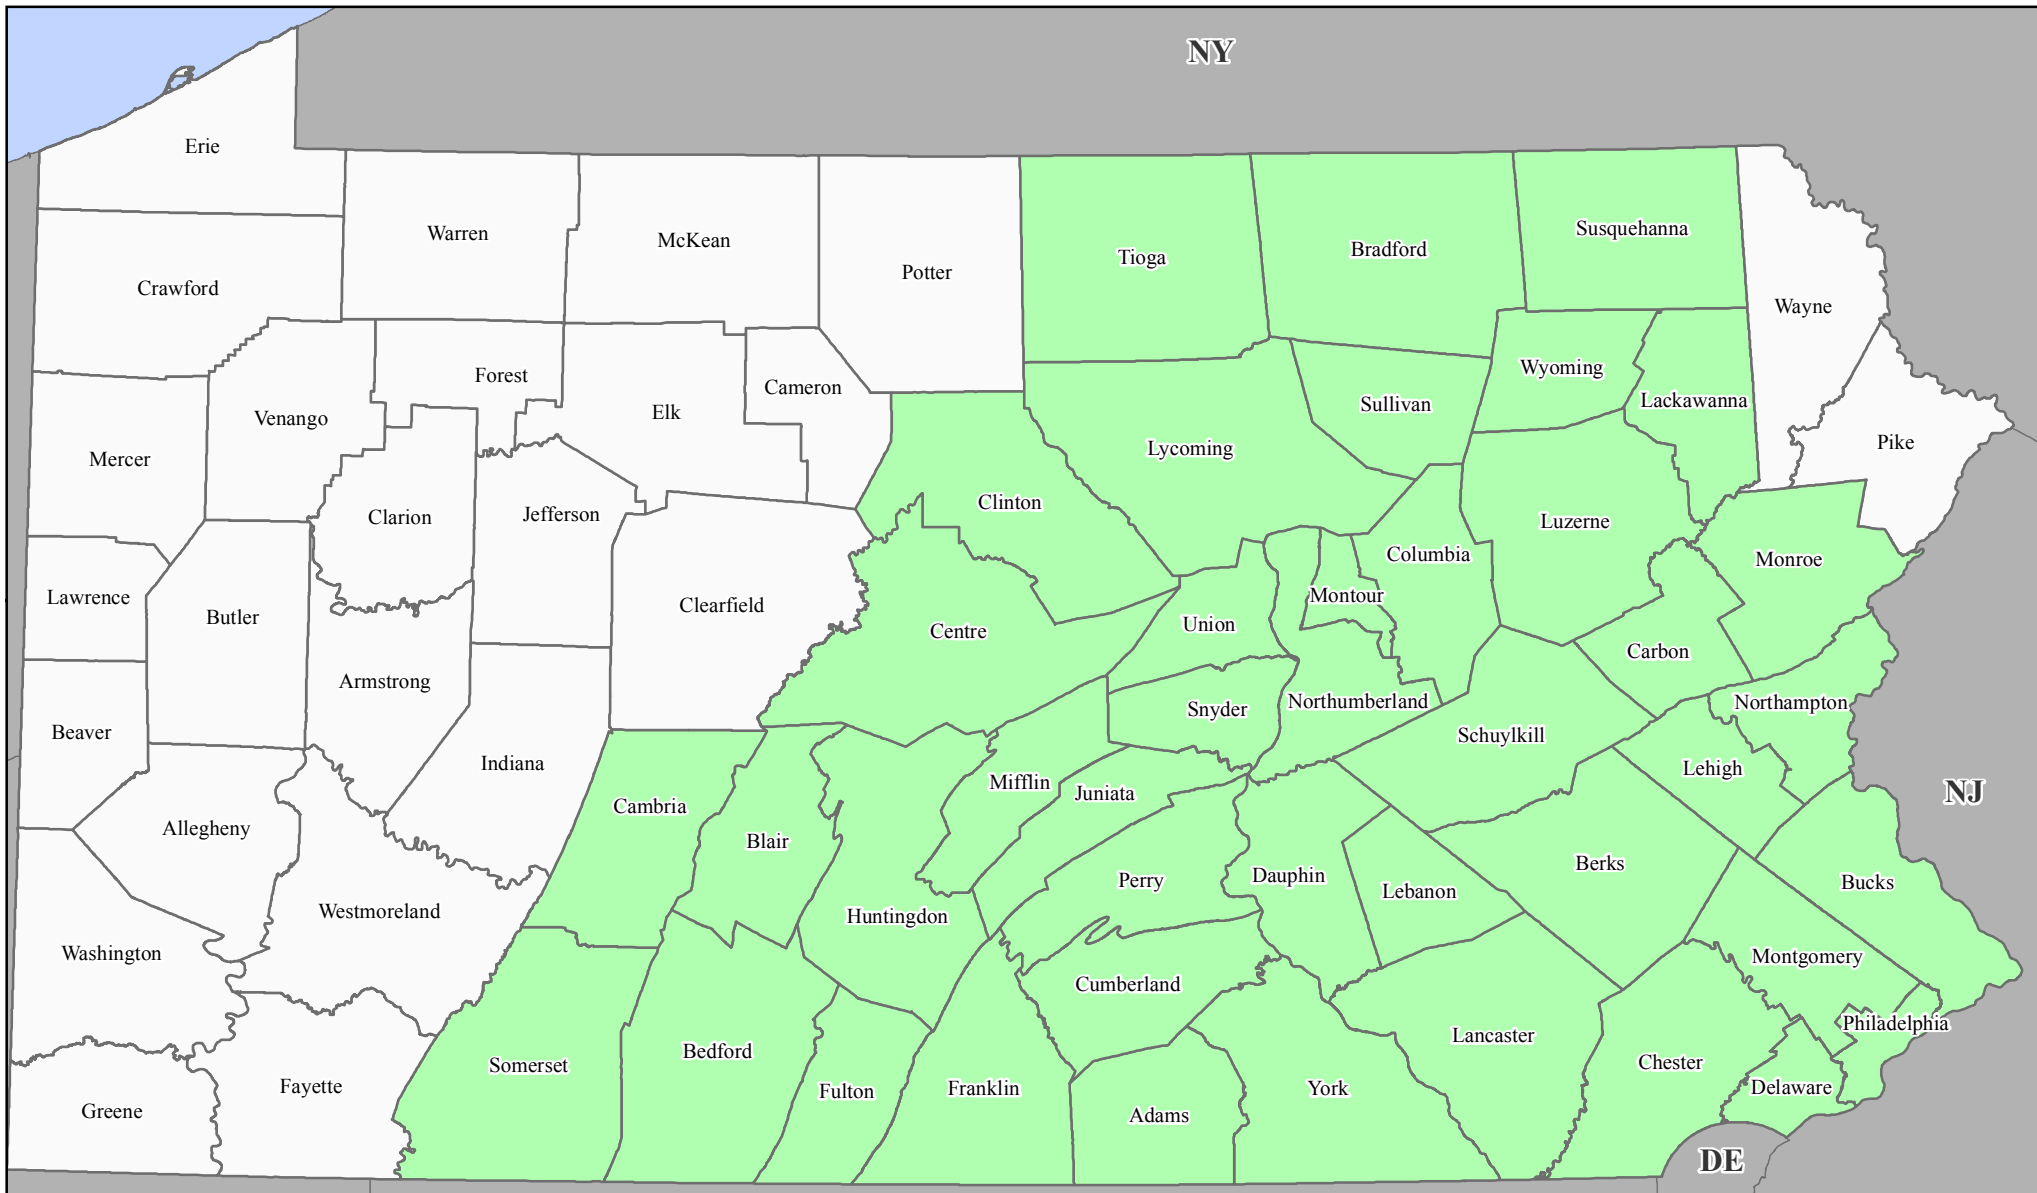 NY
Erie
Warren
McKean
Potter
Tioga
Bradford
Susquehanna
Wayne
Crawford
Forest
Cameron
Wyoming
Lackawanna
Venango
Elk
Sullivan
Pike
Mercer
Lycoming
Clarion
Jefferson
Clinton
Luzerne
Columbia
Monroe
Lawrence
Butler
Clearfield
Centre
Union
Montour
Carbon
Armstrong
Snyder
Northumberland
Northampton
Beaver
Indiana
Schuylkill
Lehigh
Mifflin
Juniata
NJ
Allegheny
Cambria
Blair
Perry
Dauphin
Lebanon
Berks
Bucks
Westmoreland
Huntingdon
Washington
Cumberland
Montgomery
Philadelphia
Somerset
Bedford
Lancaster
Chester
Fayette
Fulton
Franklin
York
Delaware
Greene
Adams
DE